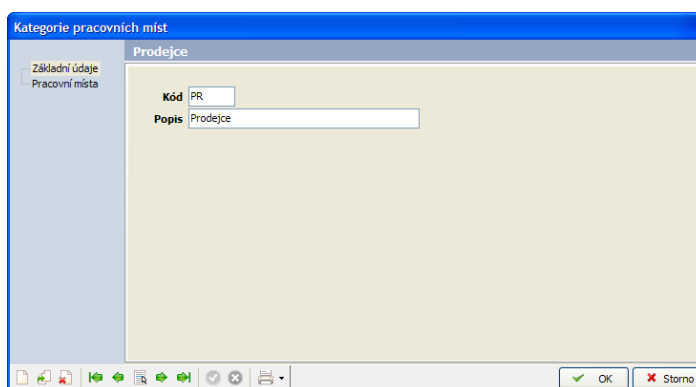 Kategorie pracovních míst
Prodejce
Základní údaje
Pracovní místa
Kód PR
Popis Prodejce
OK Storno